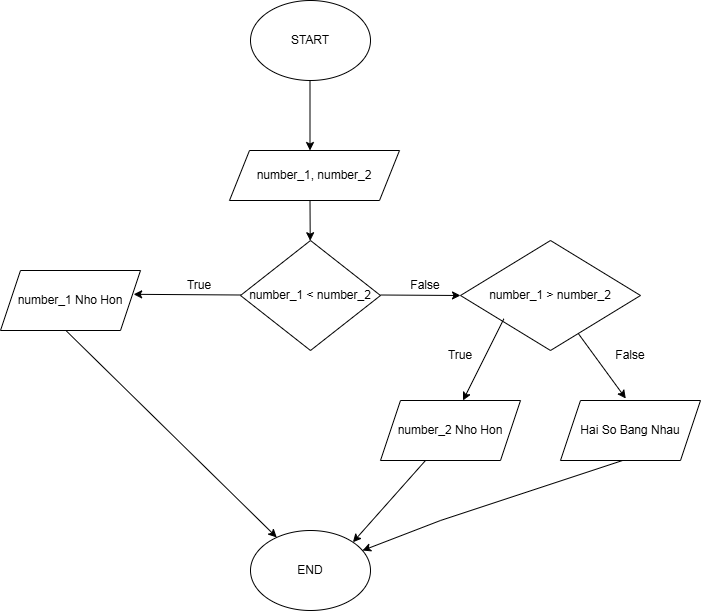 START
number_1, number_2
number_1 < number_2
True
False
number_1 Nho Hon
number_1 > number_2
True
False
number_2 Nho Hon
Hai So Bang Nhau
END